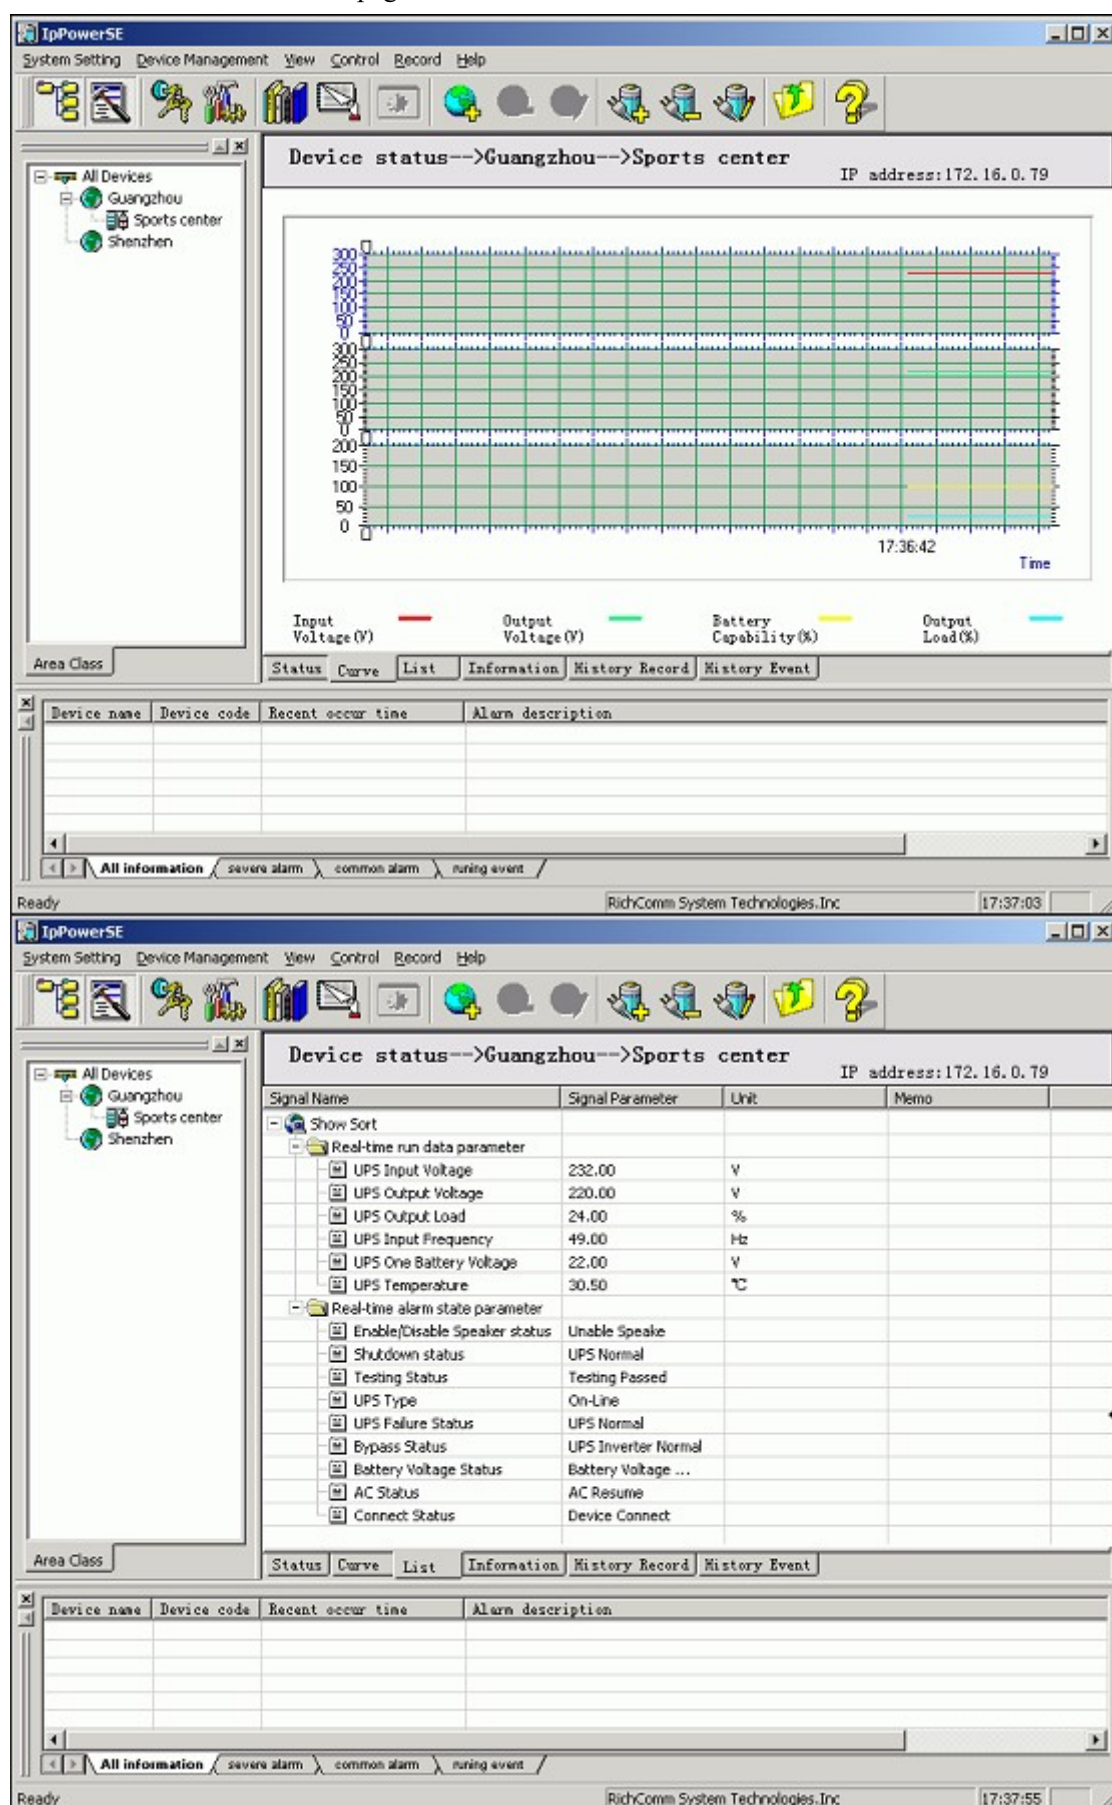 IpPowerSE
System Setting Device Management View Control Record Help
Device status-->Guangzhou-->Sports center
IP address:172.16.0.79
All Devices
Guangzhou
Sports center
Shenzhen
300
250
200
150
100
50
0
300
250
200
150
100
50
0
200
150
100
50
0
17:36:42
Time
Input Voltage(V)
Output Voltage(V)
Battery Capability(%)
Output Load(%)
Area Class
Status Curve List Information History Record History Event
Device name Device code Recent occur time Alarm description
All information severe alarm common alarm runing event
Ready RichComm System Technologies.Inc 17:37:03
IpPowerSE
System Setting Device Management View Control Record Help
Device status-->Guangzhou-->Sports center
IP address:172.16.0.79
All Devices
Guangzhou
Sports center
Shenzhen
Signal Name Signal Parameter Unit Memo
Show Sort
Real-time run data parameter
UPS Input Voltage 232.00 V
UPS Output Voltage 220.00 V
UPS Output Load 24.00 %
UPS Input Frequency 49.00 Hz
UPS One Battery Voltage 22.00 V
UPS Temperature 30.50 ℃
Real-time alarm state parameter
Enable/Disable Speaker status Unable Speake
Shutdown status UPS Normal
Testing Status Testing Passed
UPS Type On-Line
UPS Failure Status UPS Normal
Bypass Status UPS Inverter Normal
Battery Voltage Status Battery Voltage ...
AC Status AC Resume
Connect Status Device Connect
Area Class
Status Curve List Information History Record History Event
Device name Device code Recent occur time Alarm description
All information severe alarm common alarm runing event
Ready RichComm System Technologies.Inc 17:37:55